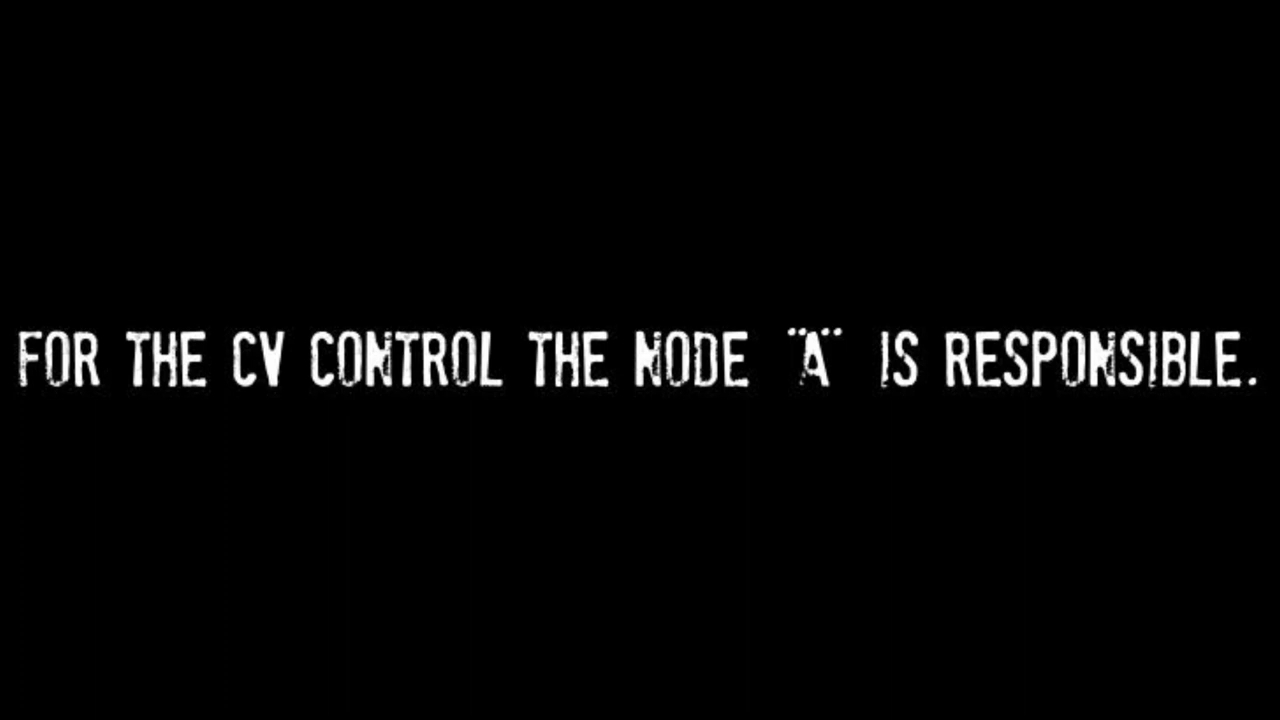 FOR THE CV CONTROL THE NODE ¨A¨ IS RESPONSIBLE.